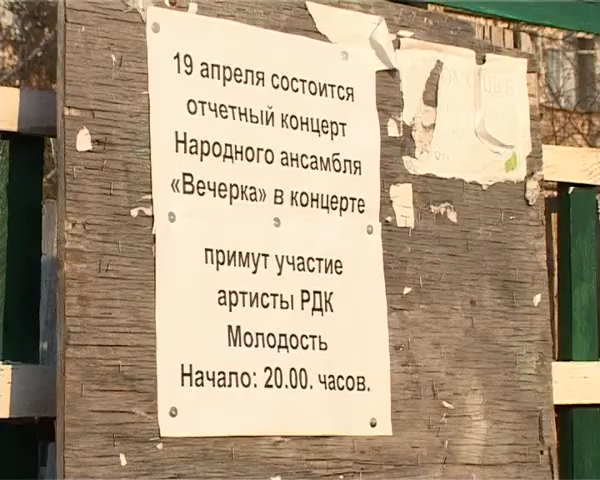 19 апреля состоится
отчетный концерт
Народного ансамбля
«Вечерка» в концерте
примут участие
артисты РДК
Молодость
Начало: 20.00. часов.